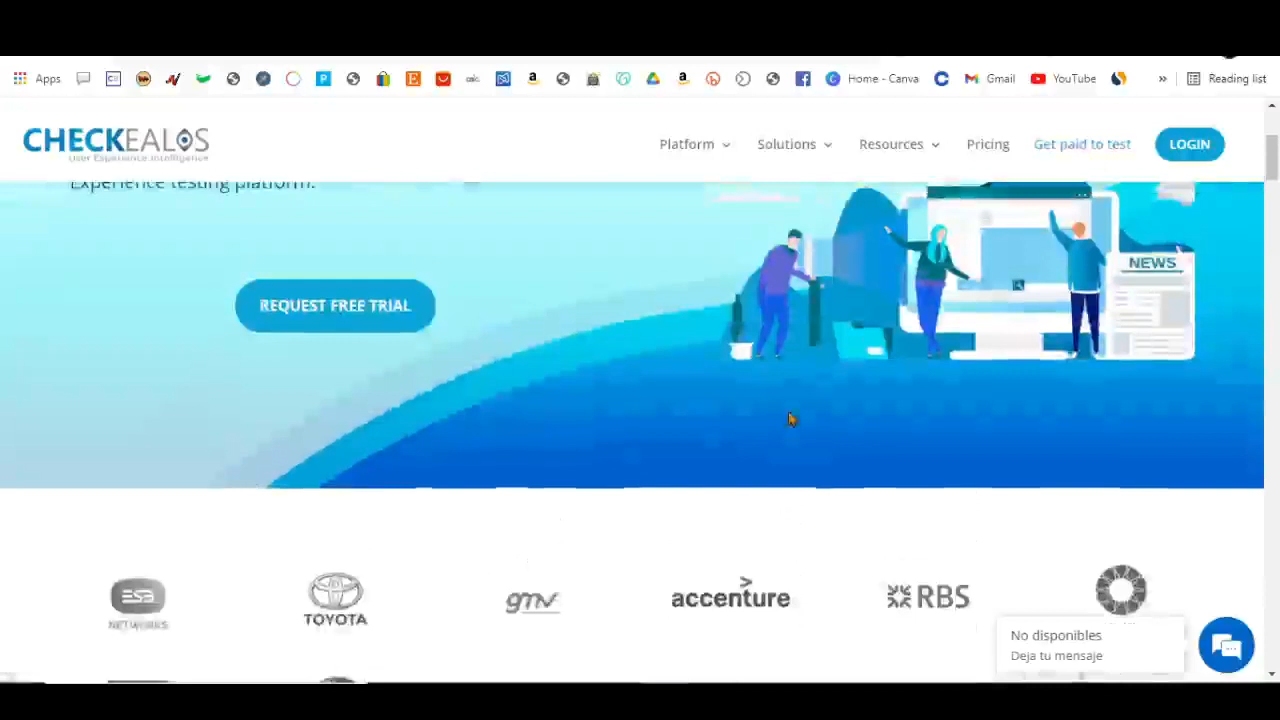 Apps
Home - Canva
Gmail
YouTube
»
Reading list
CHECKEALOS
User Experience Intelligence
Platform
Solutions
Resources
Pricing
Get paid to test
LOGIN
Experience testing platform.
REQUEST FREE TRIAL
NEWS
NETWORKS
TOYOTA
gmv
accenture
RBS
No disponibles
Deja tu mensaje